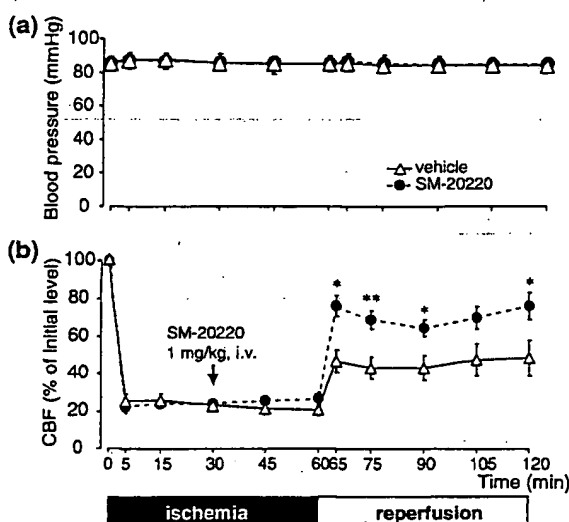 (a)
Blood pressure (mmHg)
100
80
60
40
20
0
vehicle
SM-20220
(b)
CBF (% of Initial level)
100
80
60
40
20
0
SM-20220
1 mg/kg, i.v.
*
**
*
*
0 5 15 30 45 60 65 75 90 105 120
Time (min)
ischemia reperfusion